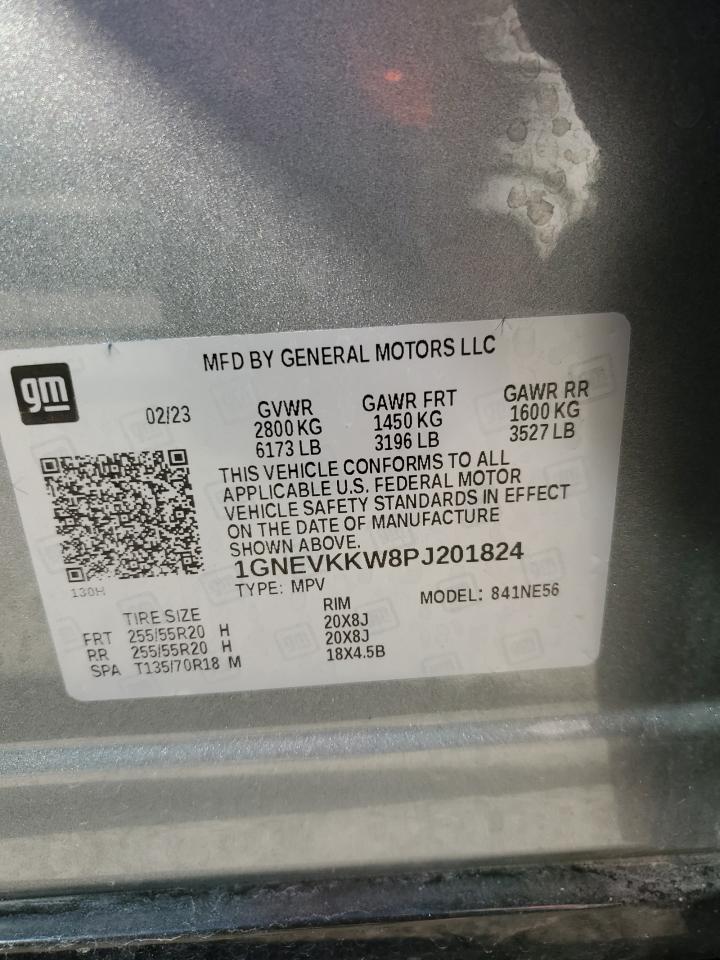 MFD BY GENERAL MOTORS LLC
gm
02/23
GVWR
2800 KG
6173 LB
GAWR FRT
1450 KG
3196 LB
GAWR RR
1600 KG
3527 LB
THIS VEHICLE CONFORMS TO ALL
APPLICABLE U.S. FEDERAL MOTOR
VEHICLE SAFETY STANDARDS IN EFFECT
ON THE DATE OF MANUFACTURE
SHOWN ABOVE.
1GNEVKKW8PJ201824
130H
TYPE: MPV MODEL: 841NE56
TIRE SIZE RIM
FRT 255/55R20 H 20X8J
RR 255/55R20 H 20X8J
SPA T135/70R18 M 18X4.5B